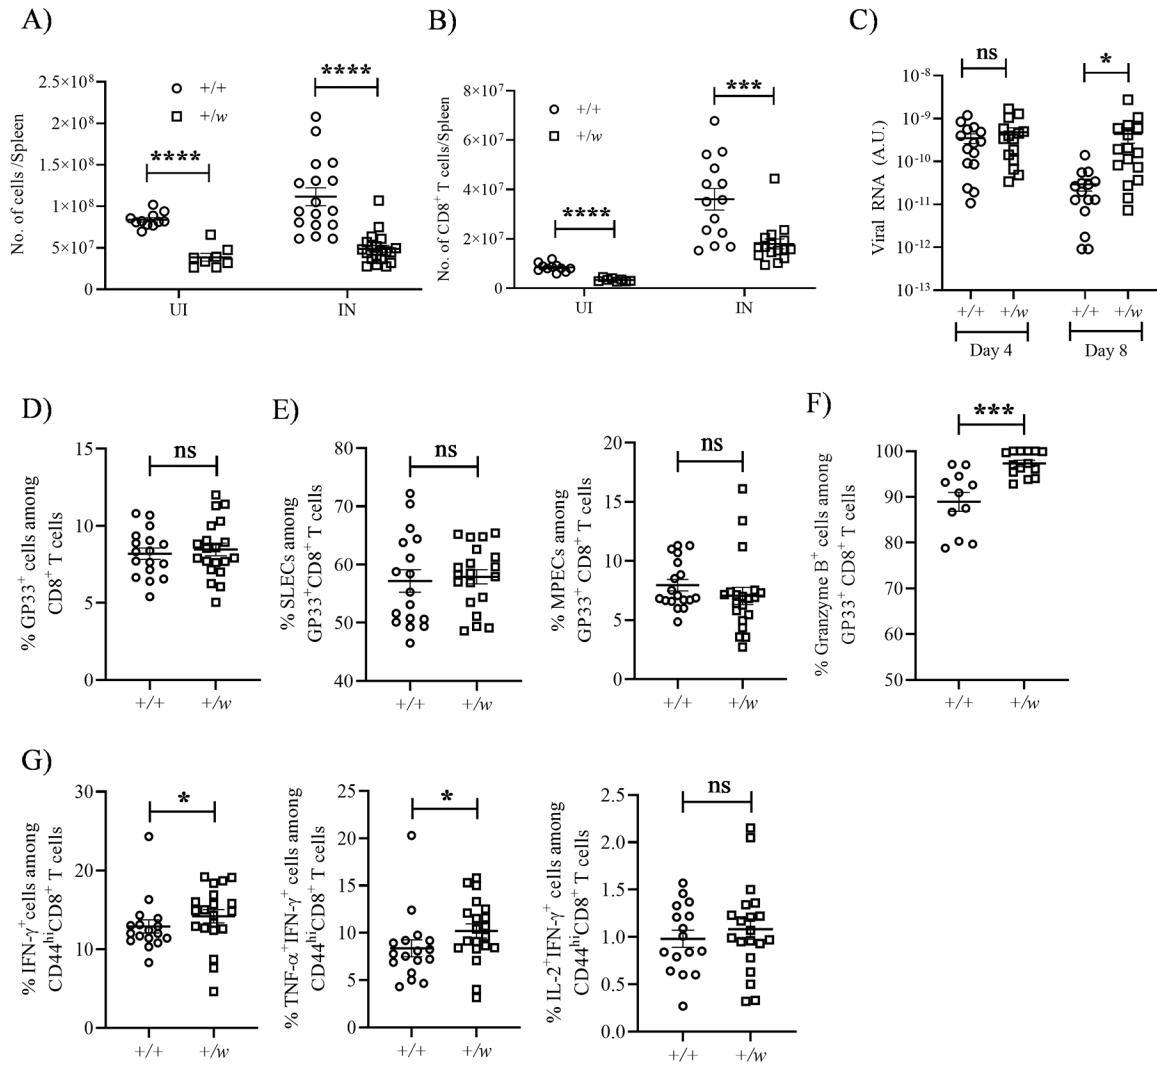 A)
No. of cells /Spleen
2.5×10⁸
2×10⁸
1.5×10⁸
1×10⁸
5×10⁷
0
+/+
+/w
****
****
UI
IN
B)
No. of CD8⁺ T cells/Spleen
8×10⁷
6×10⁷
4×10⁷
2×10⁷
0
+/+
+/w
****
***
UI
IN
C)
Viral RNA (A.U.)
10⁻⁸
10⁻⁹
10⁻¹⁰
10⁻¹¹
10⁻¹²
10⁻¹³
ns
*
+/+
+/w
+/+
+/w
Day 4
Day 8
D)
% GP33⁺ cells among
CD8⁺ T cells
15
10
5
0
ns
+/+
+/w
E)
% SLECs among
GP33⁺CD8⁺ T cells
80
70
60
50
40
ns
+/+
+/w
% MPECs among
GP33⁺ CD8⁺ T cells
20
15
10
5
0
ns
+/+
+/w
F)
% Granzyme B⁺ cells among
GP33⁺ CD8⁺ T cells
100
90
80
70
60
50
***
+/+
+/w
G)
% IFN-γ⁺cells among
CD44ʰⁱCD8⁺ T cells
30
20
10
0
*
+/+
+/w
% TNF-α⁺IFN-γ⁺ cells among
CD44ʰⁱCD8⁺ T cells
25
20
15
10
5
0
*
+/+
+/w
% IL-2⁺IFN-γ⁺ cells among
CD44ʰⁱCD8⁺ T cells
2.5
2.0
1.5
1.0
0.5
0.0
ns
+/+
+/w